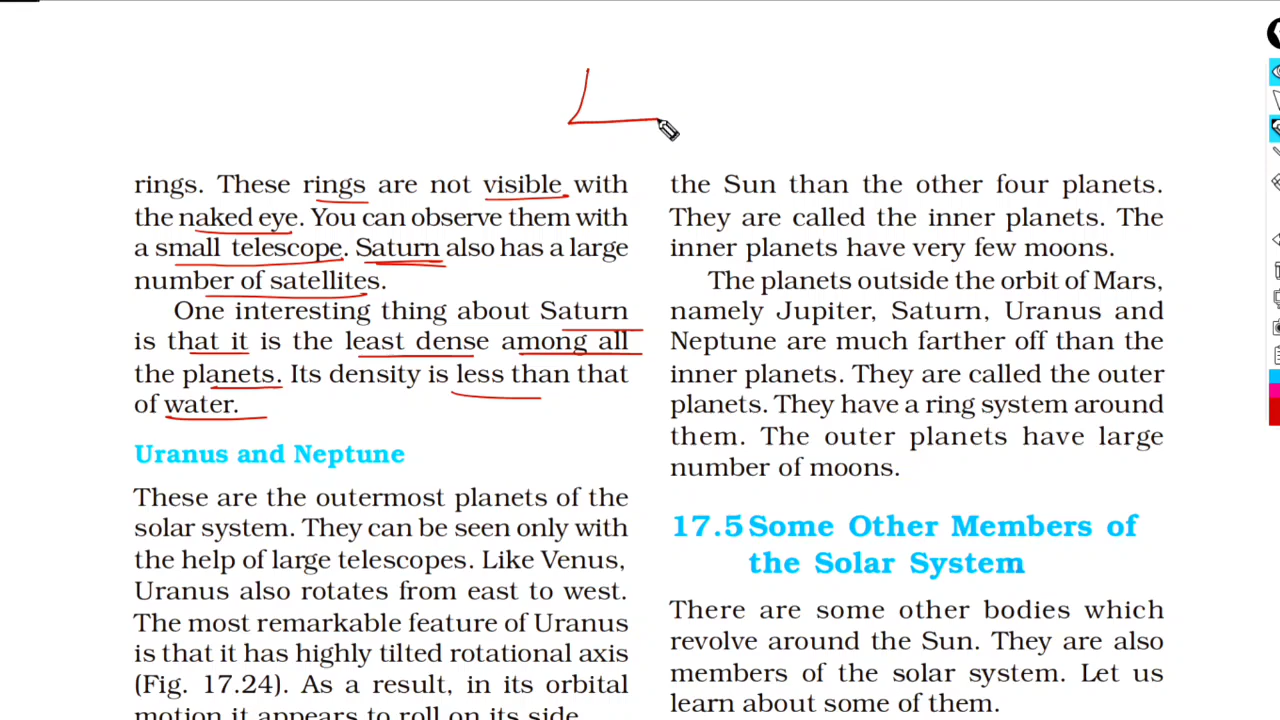 rings. These rings are not visible with
the naked eye. You can observe them with
a small telescope. Saturn also has a large
number of satellites.
One interesting thing about Saturn
is that it is the least dense among all
the planets. Its density is less than that
of water.
Uranus and Neptune
These are the outermost planets of the
solar system. They can be seen only with
the help of large telescopes. Like Venus,
Uranus also rotates from east to west.
The most remarkable feature of Uranus
is that it has highly tilted rotational axis
(Fig. 17.24). As a result, in its orbital
motion it appears to roll on its side.
the Sun than the other four planets.
They are called the inner planets. The
inner planets have very few moons.
The planets outside the orbit of Mars,
namely Jupiter, Saturn, Uranus and
Neptune are much farther off than the
inner planets. They are called the outer
planets. They have a ring system around
them. The outer planets have large
number of moons.
17.5 Some Other Members of
the Solar System
There are some other bodies which
revolve around the Sun. They are also
members of the solar system. Let us
learn about some of them.